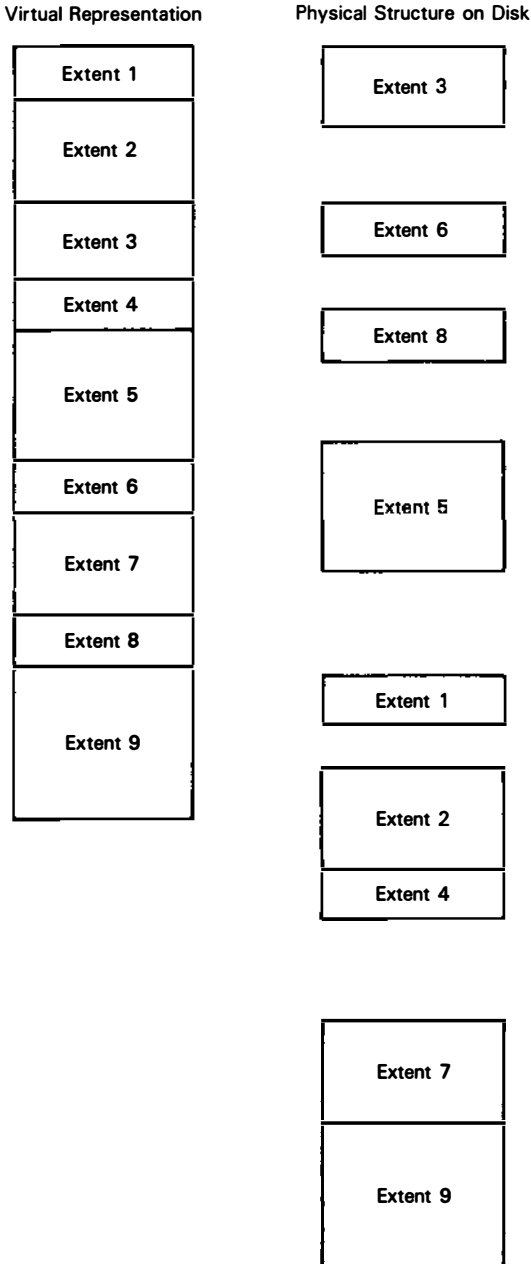 Virtual Representation
Extent 1
Extent 2
Extent 3
Extent 4
Extent 5
Extent 6
Extent 7
Extent 8
Extent 9
Physical Structure on Disk
Extent 3
Extent 6
Extent 8
Extent 5
Extent 1
Extent 2
Extent 4
Extent 7
Extent 9